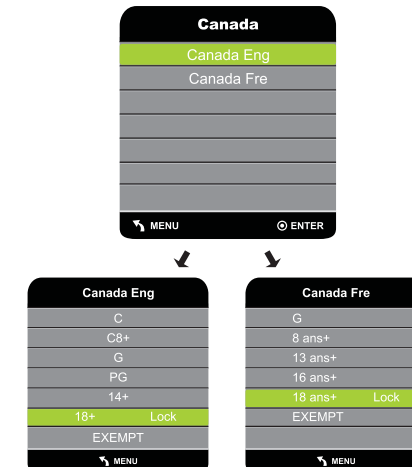 Canada
Canada Eng
Canada Fre
MENU ENTER
Canada Eng
C
C8+
G
PG
14+
18+ Lock
EXEMPT
MENU
Canada Fre
G
8 ans+
13 ans+
16 ans+
18 ans+ Lock
EXEMPT
MENU